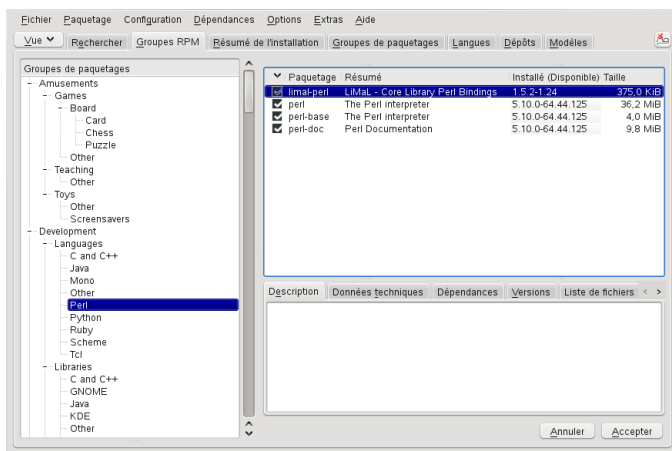 Fichier Paquetage Configuration Dépendances Options Extras Aide
Vue Rechercher Groupes RPM Résumé de l'installation Groupes de paquetages Langues Dépôts Modèles
Groupes de paquetages
Amusements
Games
Board
Card
Chess
Puzzle
Other
Teaching
Other
Toys
Other
Screensavers
Development
Languages
C and C++
Java
Mono
Other
Perl
Python
Ruby
Scheme
Tcl
Libraries
C and C++
GNOME
Java
KDE
Other
Paquetage Résumé Installé (Disponible) Taille
limal-perl LiMaL - Core Library Perl Bindings 1.5.2-1.24 375,0 KiB
perl The Perl interpreter 5.10.0-64.44.125 36,2 MiB
perl-base The Perl interpreter 5.10.0-64.44.125 4,0 MiB
perl-doc Perl Documentation 5.10.0-64.44.125 9,8 MiB
Description Données techniques Dépendances Versions Liste de fichiers
Annuler Accepter